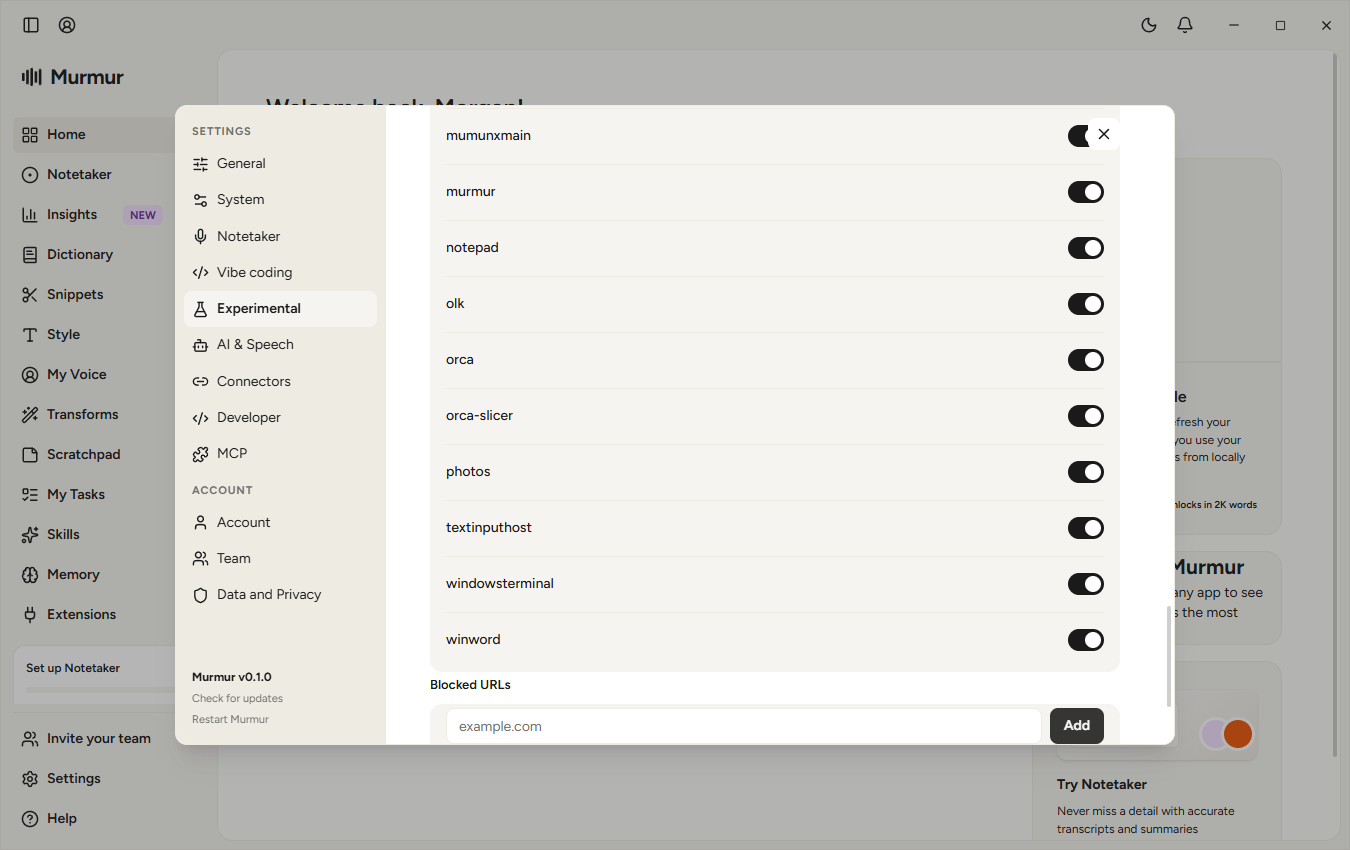 Murmur
Home
Notetaker
Insights NEW
Dictionary
Snippets
Style
My Voice
Transforms
Scratchpad
My Tasks
Skills
Memory
Extensions
Set up Notetaker
Invite your team
Settings
Help
SETTINGS
General
System
Notetaker
Vibe coding
Experimental
AI & Speech
Connectors
Developer
MCP
ACCOUNT
Account
Team
Data and Privacy
Murmur v0.1.0
Check for updates
Restart Murmur
mumunxmain
murmur
notepad
olk
orca
orca-slicer
photos
textinputhost
windowsterminal
winword
Blocked URLs
example.com Add
your
you use your
from locally
in 2K words
Murmur
any app to see
the most
Try Notetaker
Never miss a detail with accurate
transcripts and summaries